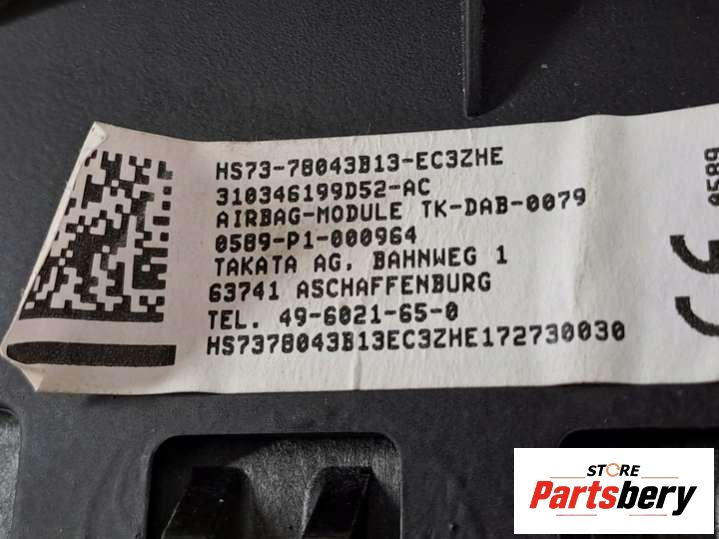 HS73-78043B13-EC3ZHE
310346199D52-AC
AIRBAG-MODULE TK-DAB-0079
0589-P1-000964
TAKATA AG, BAHNWEG 1
63741 ASCHAFFENBURG
TEL. 49-6021-65-0
HS7378043B13EC3ZHE172730030
CE
0589
STORE
Partsbery